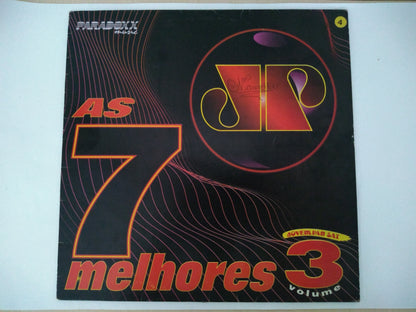 PARADOXX
music
4
JP
AS
7
melhores
JOVEM PAN SAT
3
volume